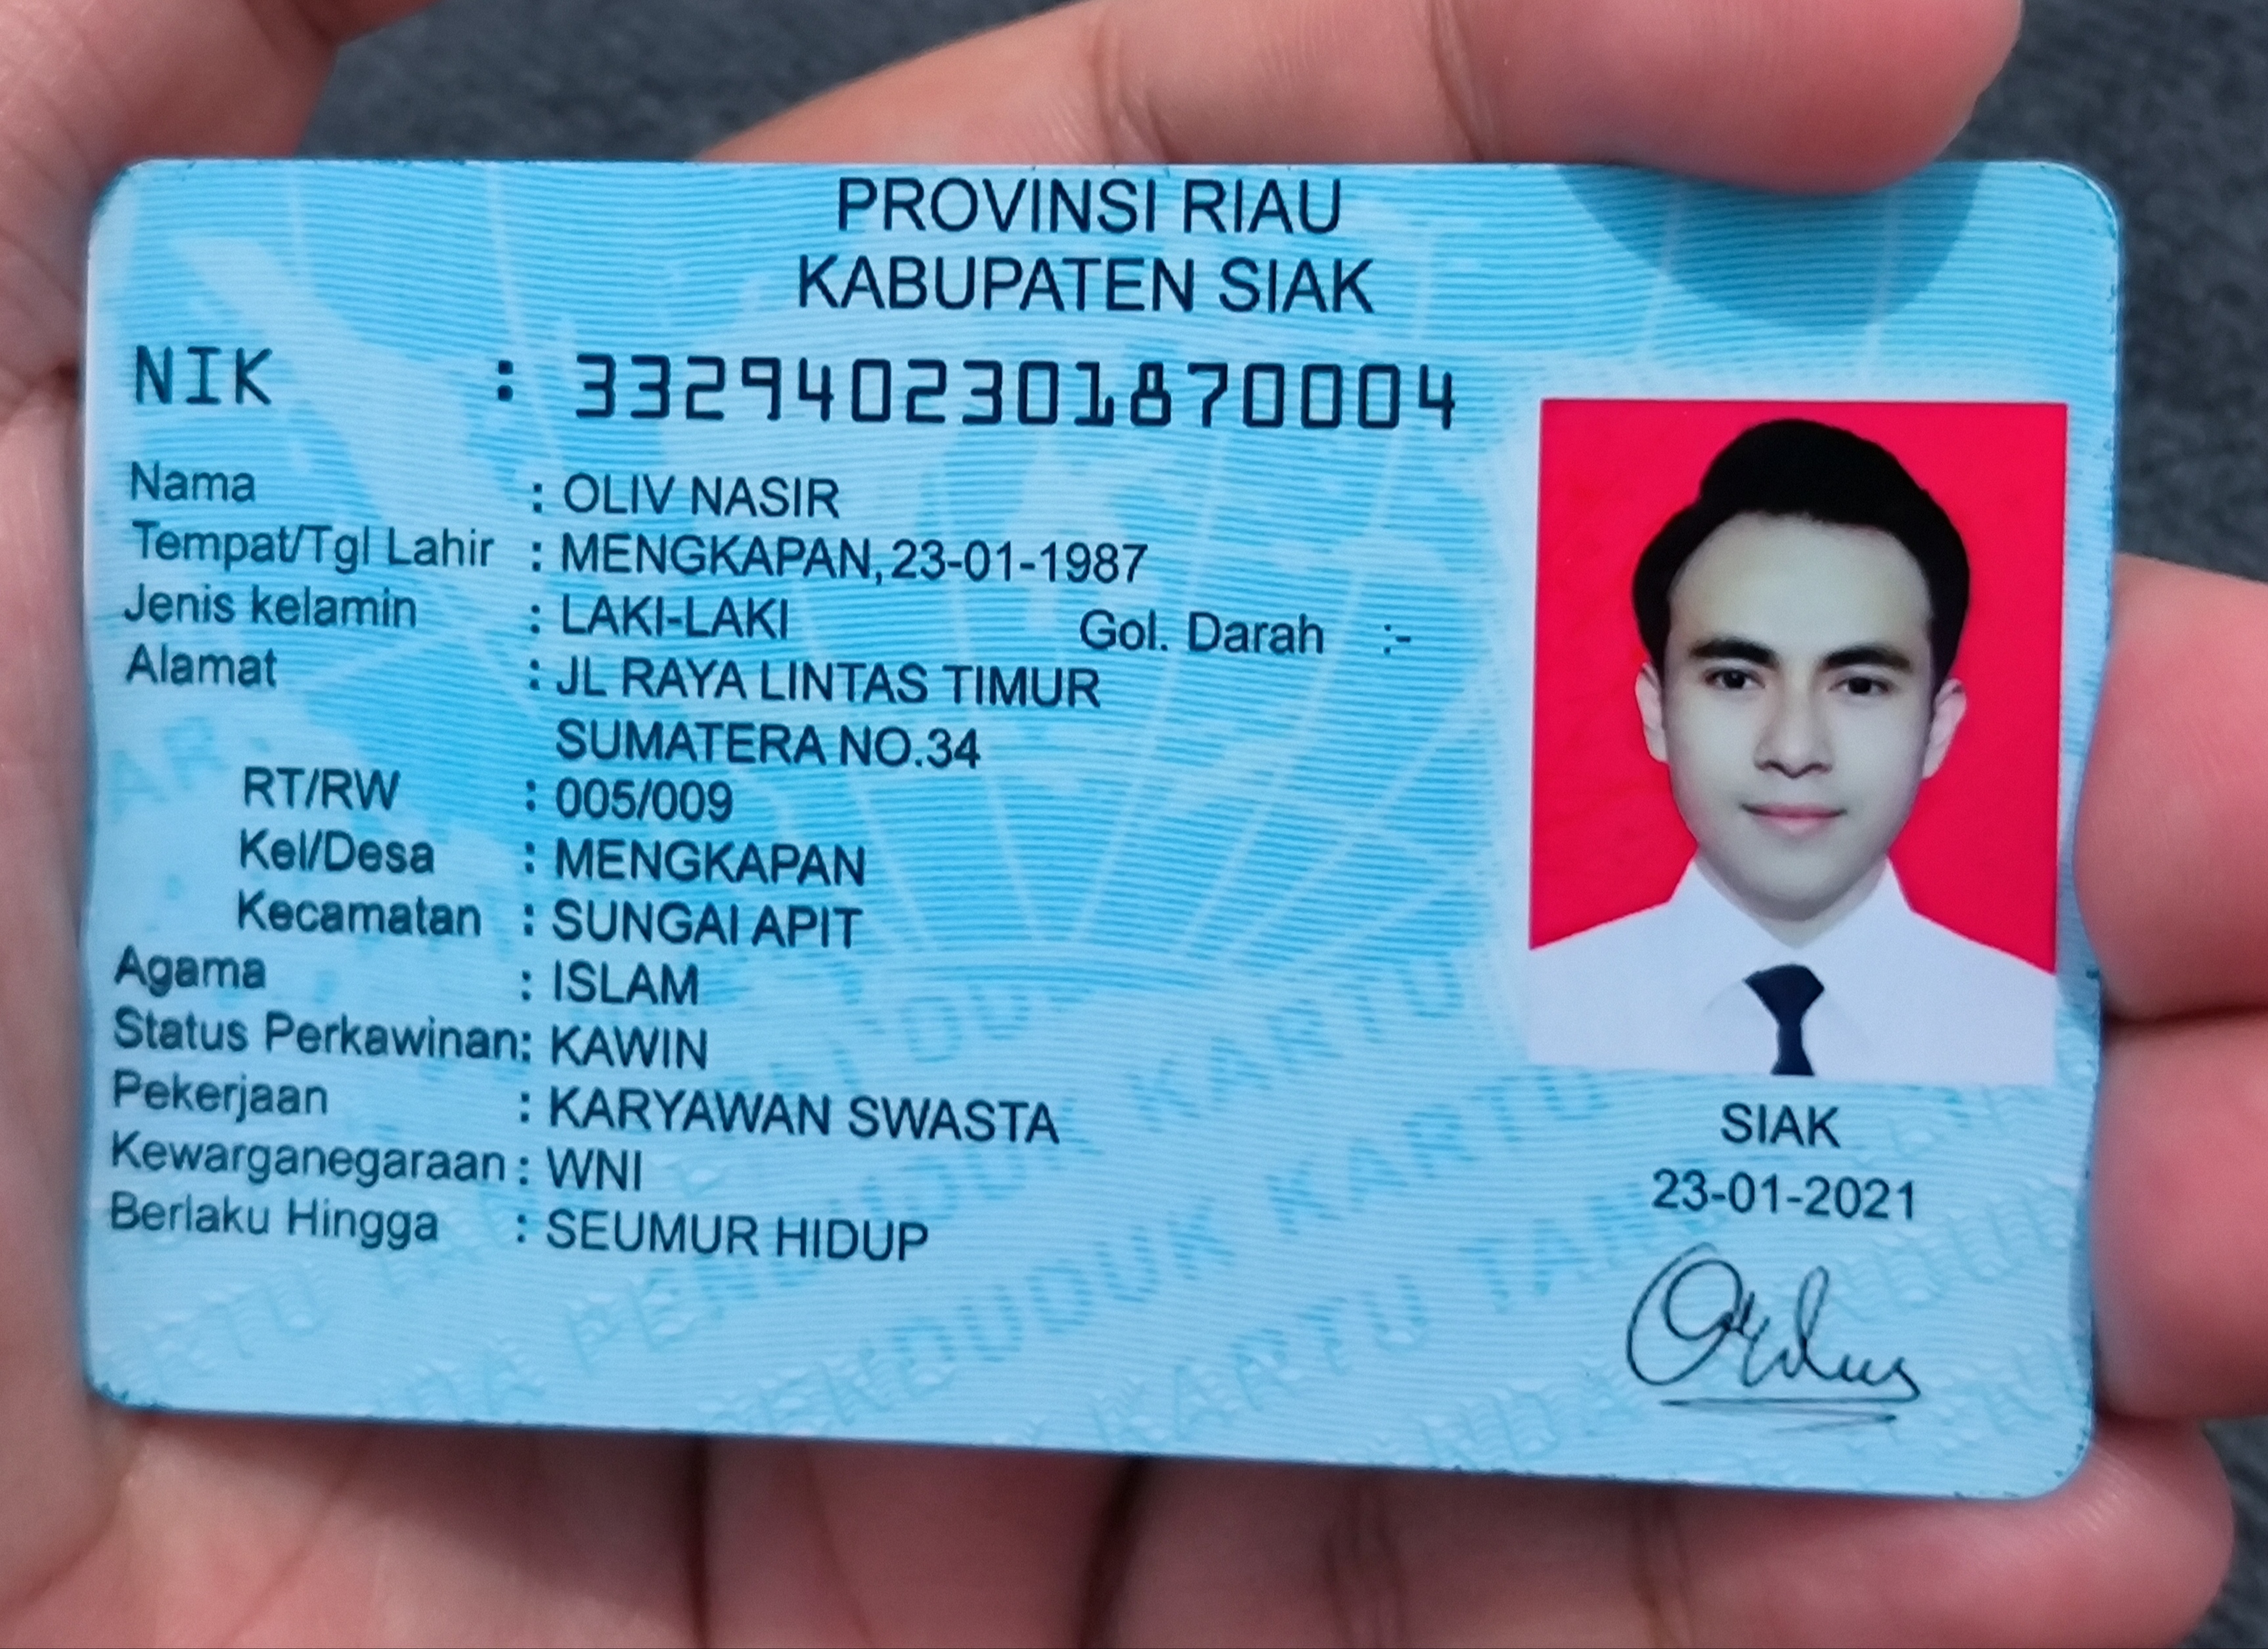 PROVINSI RIAU
KABUPATEN SIAK
NIK : 3329402301870004
Nama : OLIV NASIR
Tempat/Tgl Lahir : MENGKAPAN,23-01-1987
Jenis kelamin : LAKI-LAKI Gol. Darah :-
Alamat : JL RAYA LINTAS TIMUR
SUMATERA NO.34
RT/RW : 005/009
Kel/Desa : MENGKAPAN
Kecamatan : SUNGAI APIT
Agama : ISLAM
Status Perkawinan: KAWIN
Pekerjaan : KARYAWAN SWASTA
Kewarganegaraan : WNI
Berlaku Hingga : SEUMUR HIDUP
SIAK
23-01-2021